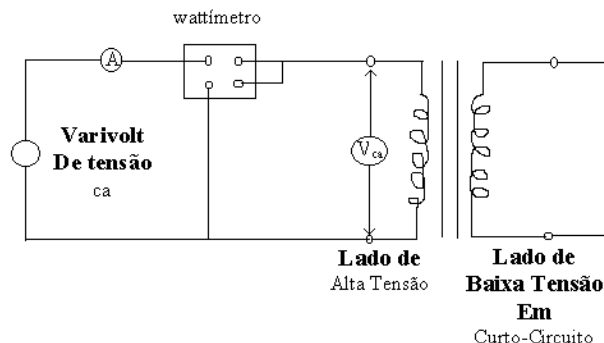 wattímetro
A
Varivolt
De tensão
ca
Vca
Lado de
Alta Tensão
Lado de
Baixa Tensão
Em
Curto-Circuito